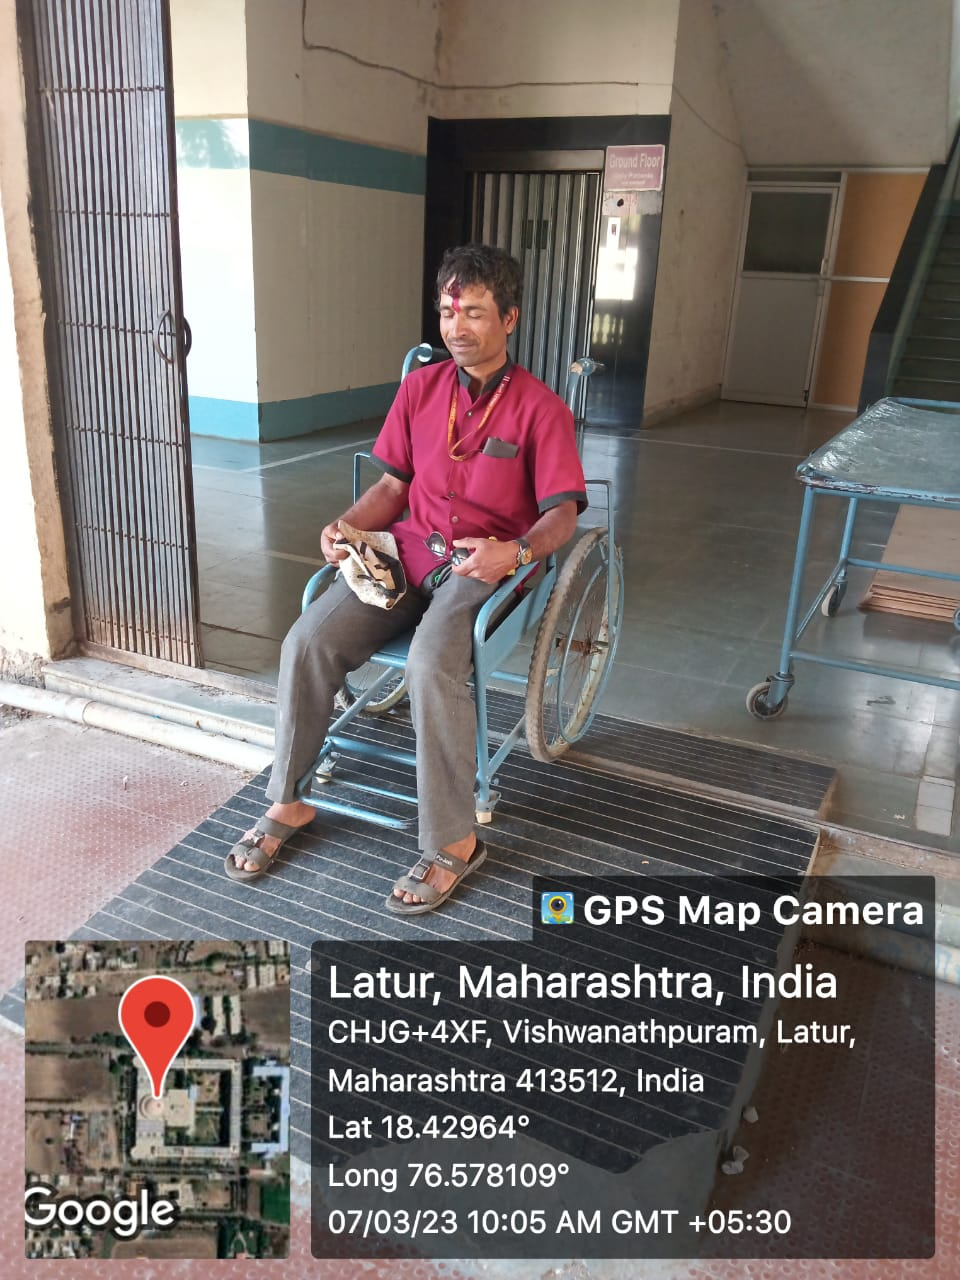 Ground Floor
GPS Map Camera
Latur, Maharashtra, India
CHJG+4XF, Vishwanathpuram, Latur,
Maharashtra 413512, India
Lat 18.42964°
Long 76.578109°
07/03/23 10:05 AM GMT +05:30
Google